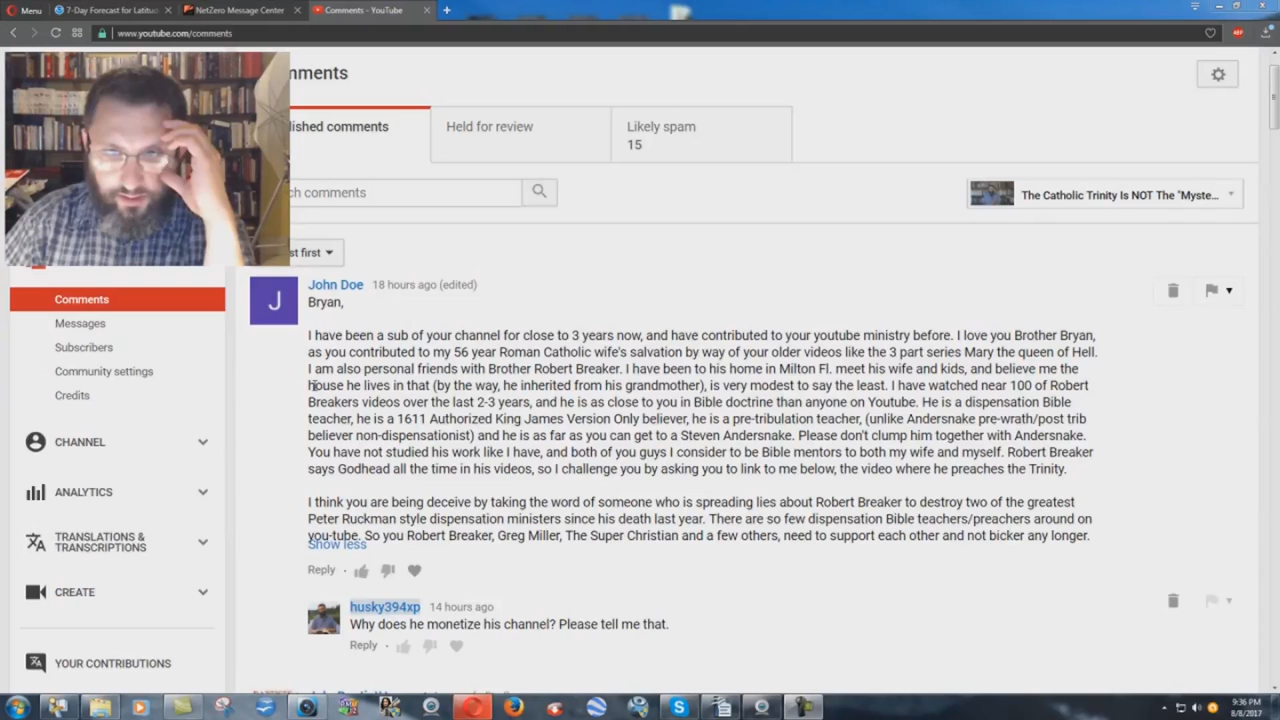 Menu
7-Day Forecast for Latitud
NetZero Message Center
Comments - YouTube
www.youtube.com/comments
mments
lished comments
Held for review
Likely spam
15
ch comments
The Catholic Trinity Is NOT The "Myste...
st first
Comments
Messages
Subscribers
Community settings
Credits
CHANNEL
ANALYTICS
TRANSLATIONS &
TRANSCRIPTIONS
CREATE
YOUR CONTRIBUTIONS
J
John Doe 18 hours ago (edited)
Bryan,
I have been a sub of your channel for close to 3 years now, and have contributed to your youtube ministry before. I love you Brother Bryan,
as you contributed to my 56 year Roman Catholic wife's salvation by way of your older videos like the 3 part series Mary the queen of Hell.
I am also personal friends with Brother Robert Breaker. I have been to his home in Milton Fl. meet his wife and kids, and believe me the
house he lives in that (by the way, he inherited from his grandmother), is very modest to say the least. I have watched near 100 of Robert
Breakers videos over the last 2-3 years, and he is as close to you in Bible doctrine than anyone on Youtube. He is a dispensation Bible
teacher, he is a 1611 Authorized King James Version Only believer, he is a pre-tribulation teacher, (unlike Andersnake pre-wrath/post trib
believer non-dispensationist) and he is as far as you can get to a Steven Andersnake. Please don't clump him together with Andersnake.
You have not studied his work like I have, and both of you guys I consider to be Bible mentors to both my wife and myself. Robert Breaker
says Godhead all the time in his videos, so I challenge you by asking you to link to me below, the video where he preaches the Trinity.
I think you are being deceive by taking the word of someone who is spreading lies about Robert Breaker to destroy two of the greatest
Peter Ruckman style dispensation ministers since his death last year. There are so few dispensation Bible teachers/preachers around on
you-tube. So you Robert Breaker, Greg Miller, The Super Christian and a few others, need to support each other and not bicker any longer.
Show less
Reply
husky394xp 14 hours ago
Why does he monetize his channel? Please tell me that.
Reply
9:36 PM
8/8/2017